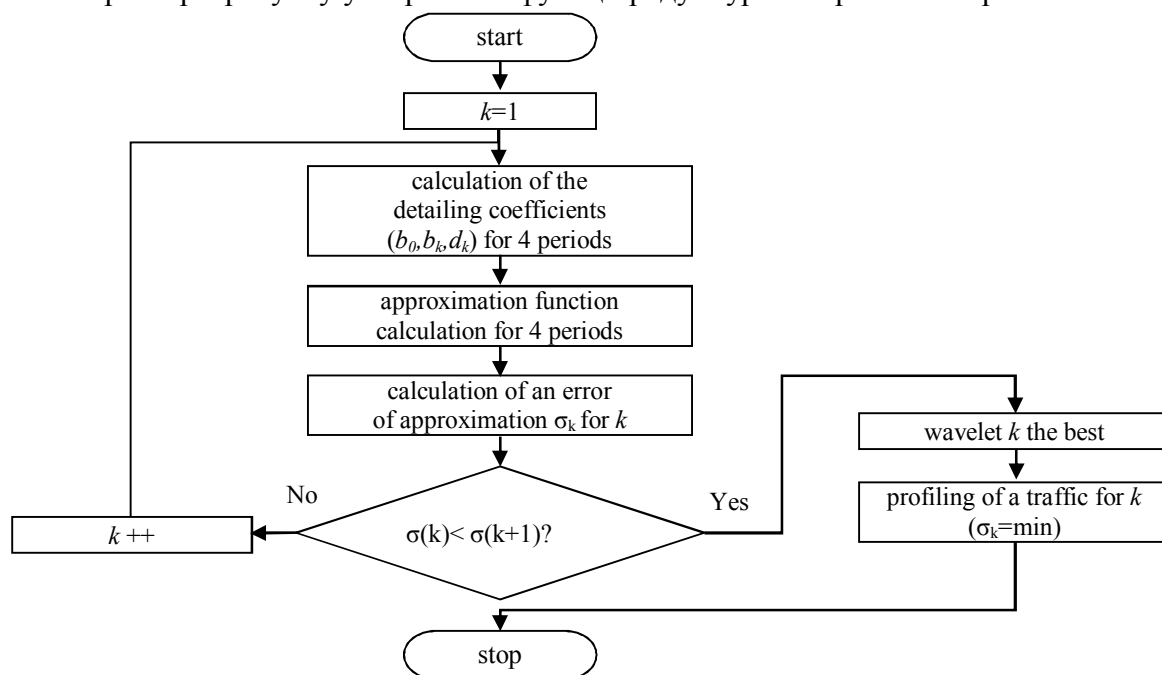 start
k=1
calculation of the
detailing coefficients
(b₀,bₖ,dₖ) for 4 periods
approximation function
calculation for 4 periods
calculation of an error
of approximation σₖ for k
No
Yes
σ(k)< σ(k+1)?
k ++
wavelet k the best
profiling of a traffic for k
(σₖ=min)
stop